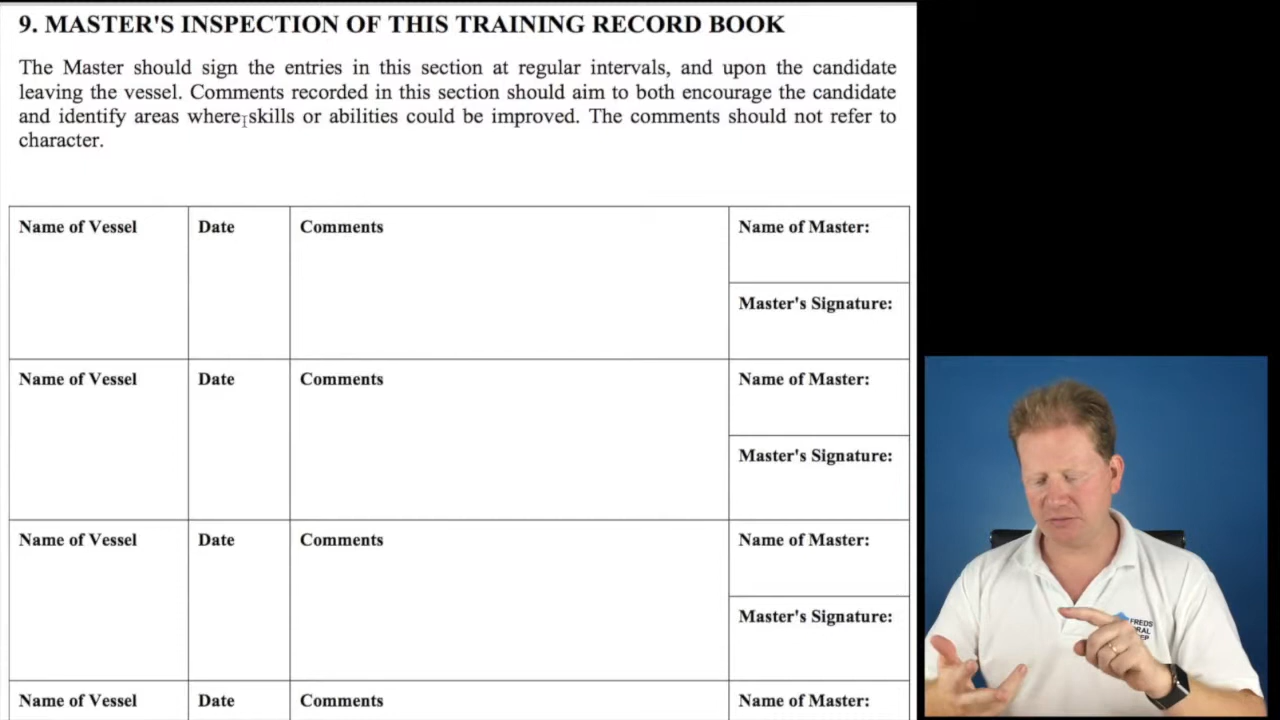 9. MASTER'S INSPECTION OF THIS TRAINING RECORD BOOK
The Master should sign the entries in this section at regular intervals, and upon the candidate
leaving the vessel. Comments recorded in this section should aim to both encourage the candidate
and identify areas where skills or abilities could be improved. The comments should not refer to
character.
Name of Vessel Date Comments Name of Master:
Master's Signature:
Name of Vessel Date Comments Name of Master:
Master's Signature:
Name of Vessel Date Comments Name of Master:
Master's Signature:
Name of Vessel Date Comments Name of Master:
FREDS